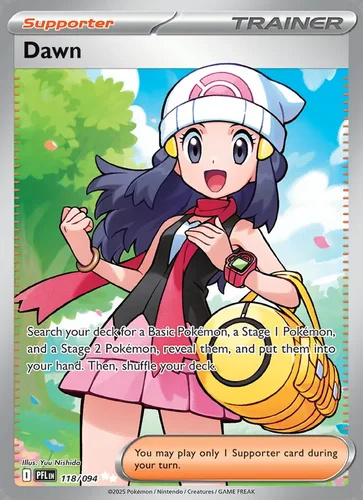 Supporter
TRAINER
Dawn
Search your deck for a Basic Pokémon, a Stage 1 Pokémon,
and a Stage 2 Pokémon, reveal them, and put them into
your hand. Then, shuffle your deck.
Illus. Yuu Nishida
I PFL EN 118/094
You may play only 1 Supporter card during
your turn.
©2025 Pokémon / Nintendo / Creatures / GAME FREAK